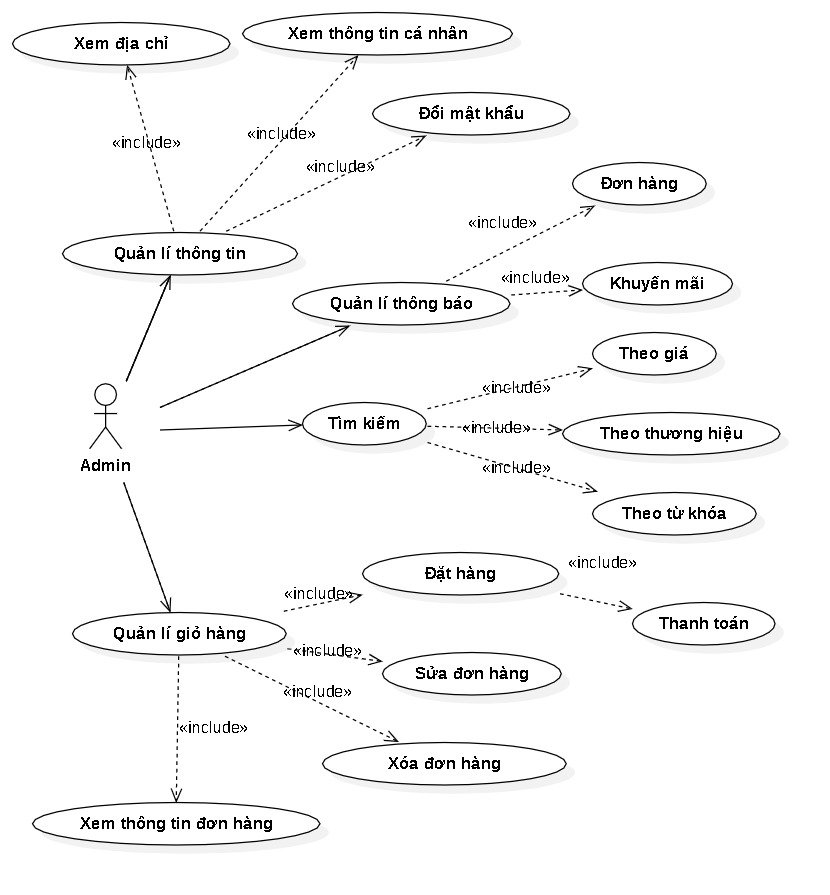 Xem địa chỉ
Xem thông tin cá nhân
Đổi mật khẩu
«include»
«include»
«include»
Đơn hàng
«include»
Quản lí thông tin
«include»
Khuyến mãi
Quản lí thông báo
Theo giá
«include»
Tìm kiếm
«include»
Theo thương hiệu
Admin
«include»
Theo từ khóa
«include»
Đặt hàng
«include»
Thanh toán
Quản lí giỏ hàng
«include»
Sửa đơn hàng
«include»
«include»
Xóa đơn hàng
Xem thông tin đơn hàng